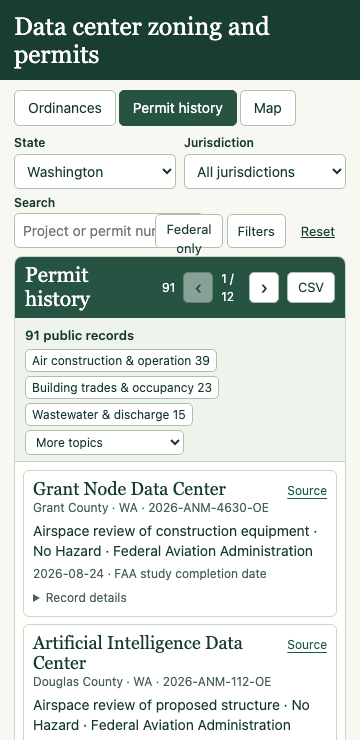 Data center zoning and
permits
Ordinances
Permit history
Map
State
Jurisdiction
Washington
All jurisdictions
Search
Project or permit num
Federal
only
Filters
Reset
Permit
history
91
‹
1 /
12
›
CSV
91 public records
Air construction & operation 39
Building trades & occupancy 23
Wastewater & discharge 15
More topics
Grant Node Data Center
Source
Grant County · WA · 2026-ANM-4630-OE
Airspace review of construction equipment ·
No Hazard · Federal Aviation Administration
2026-08-24 · FAA study completion date
▶ Record details
Artificial Intelligence Data
Center
Source
Douglas County · WA · 2026-ANM-112-OE
Airspace review of proposed structure · No
Hazard · Federal Aviation Administration